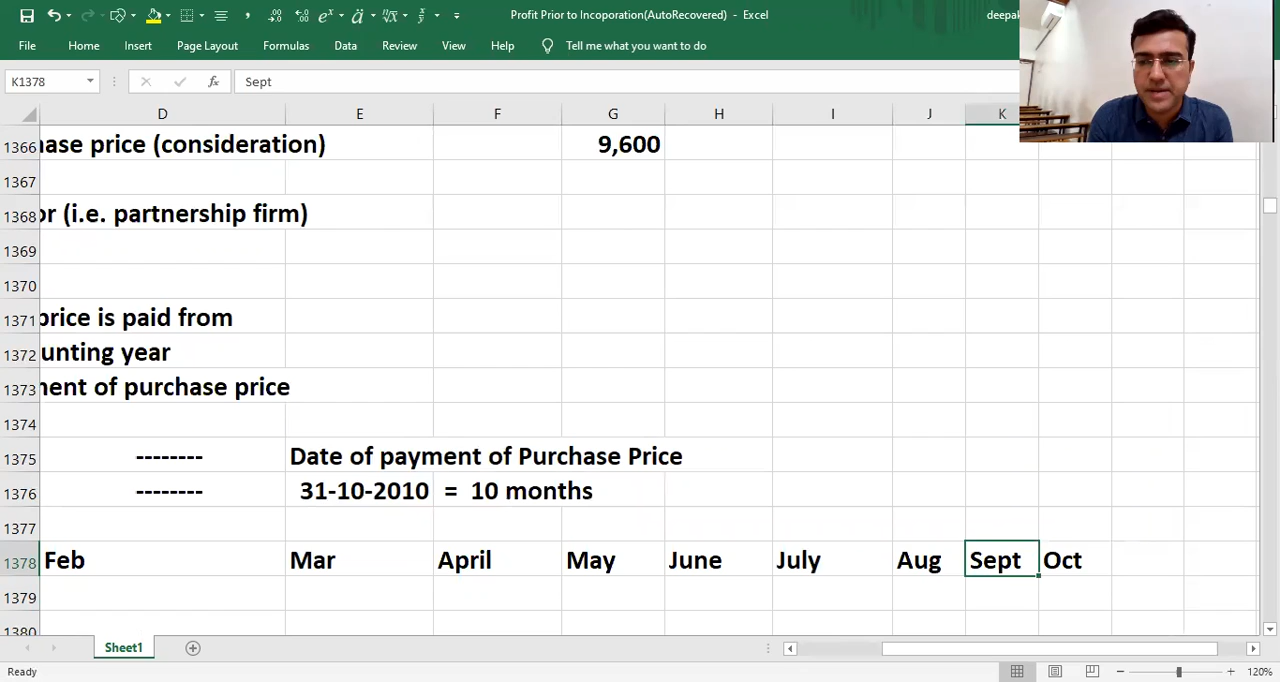 Profit Prior to Incoporation(AutoRecovered) - Excel
deepak
File Home Insert Page Layout Formulas Data Review View Help Tell me what you want to do
K1378 fx Sept
D E F G H I J K
1366 hase price (consideration) 9,600
1367
1368 or (i.e. partnership firm)
1369
1370
1371 price is paid from
1372 unting year
1373 ent of purchase price
1374
1375 -------- Date of payment of Purchase Price
1376 -------- 31-10-2010 = 10 months
1377
1378 Feb Mar April May June July Aug Sept Oct
1379
1380
Sheet1
Ready 120%